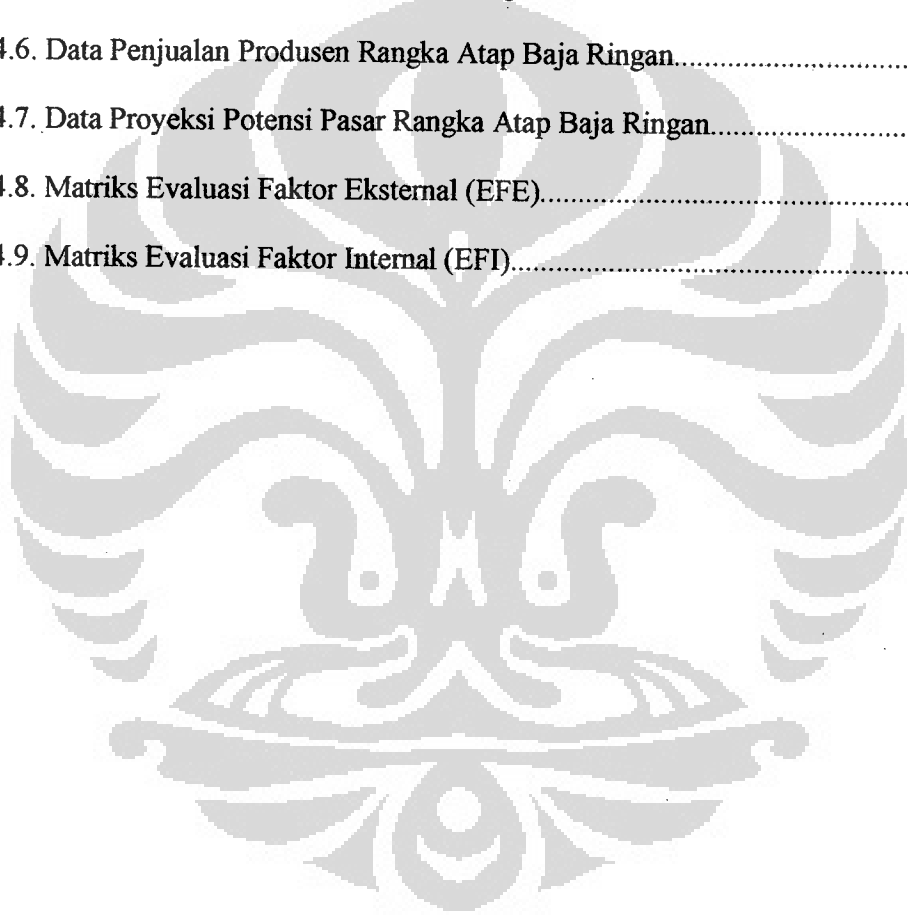 4.6. Data Penjualan Produsen Rangka Atap Baja Ringan..............................
4.7. Data Proyeksi Potensi Pasar Rangka Atap Baja Ringan.........................
4.8. Matriks Evaluasi Faktor Eksternal (EFE)................................................
4.9. Matriks Evaluasi Faktor Internal (EFI)...................................................